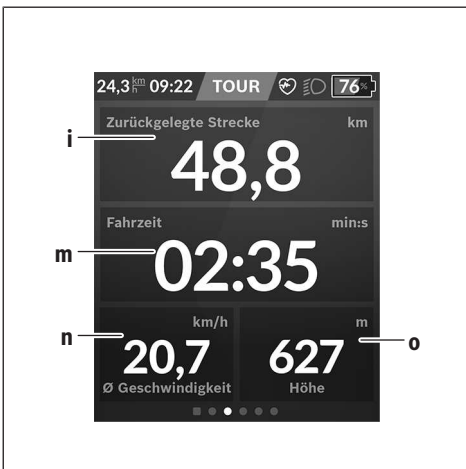 24,3 km/h 09:22 TOUR 76%
Zurückgelegte Strecke km
i
48,8
Fahrzeit min:s
m
02:35
km/h m
n o
20,7 627
Ø Geschwindigkeit Höhe